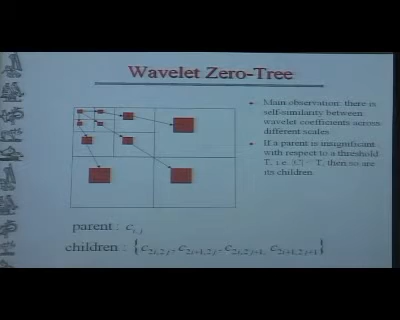 Wavelet Zero-Tree
Main observation: there is
self-similarity between
wavelet coefficients across
different scales
If a parent is insignificant
with respect to a threshold
T, i.e. < T, then so are
its children.
parent : c_{i,j}
children : { c_{2i,2j}, c_{2i+1,2j}, c_{2i,2j+1}, c_{2i+1,2j+1} }